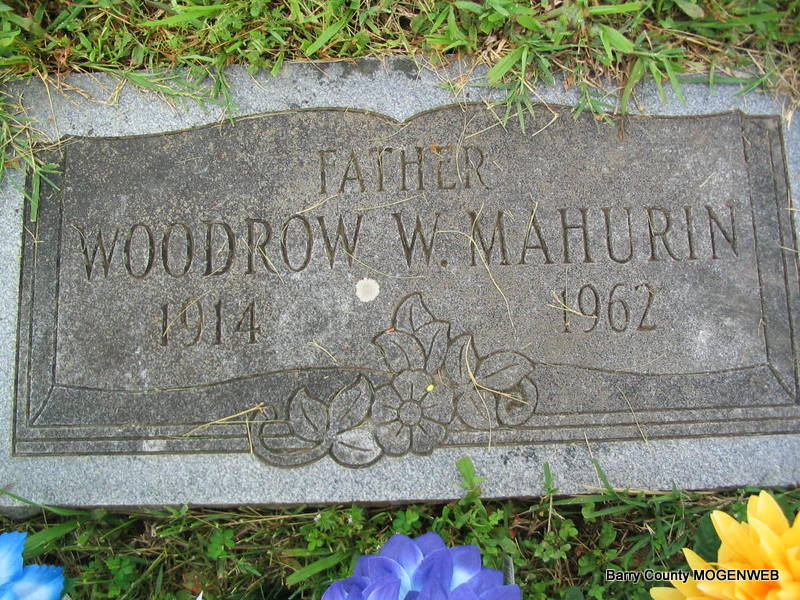 FATHER
WOODROW W. MAHURIN
1914 1962
Barry County MOGENWEB